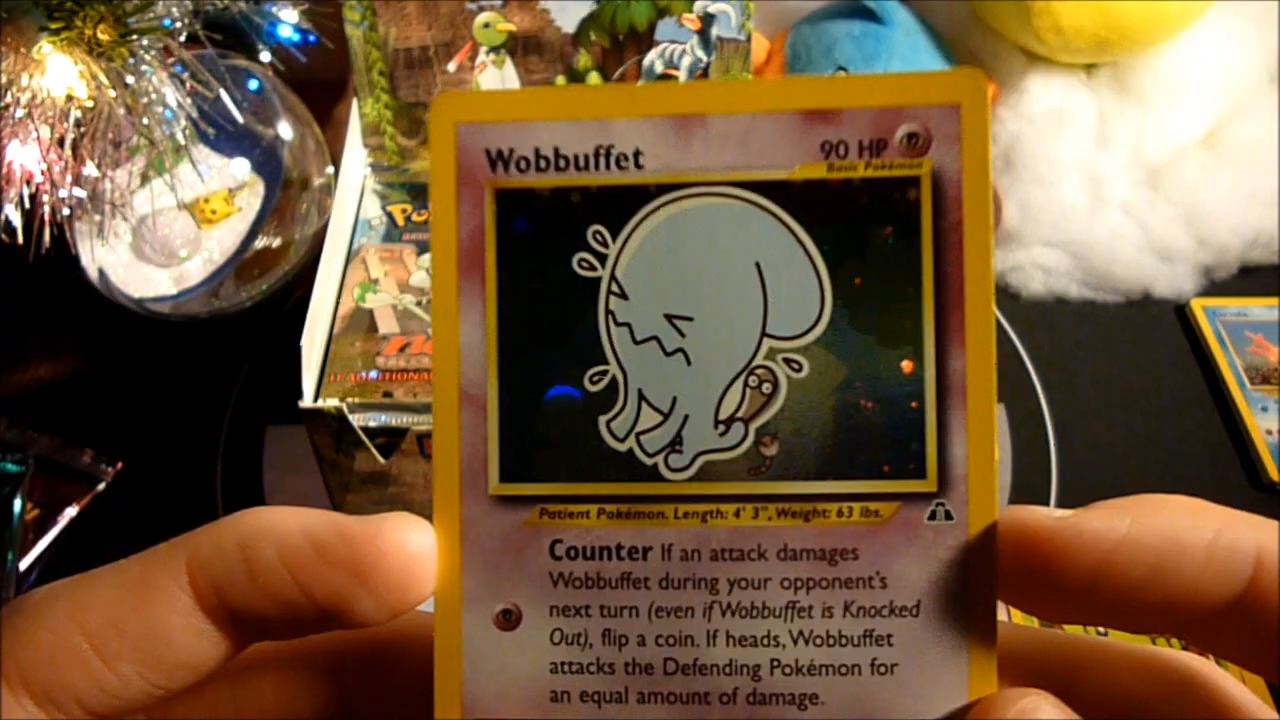 Wobbuffet
90 HP
Basic Pokémon
Patient Pokémon. Length: 4' 3", Weight: 63 lbs.
Counter If an attack damages
Wobbuffet during your opponent's
next turn (even if Wobbuffet is Knocked
Out), flip a coin. If heads, Wobbuffet
attacks the Defending Pokémon for
an equal amount of damage.